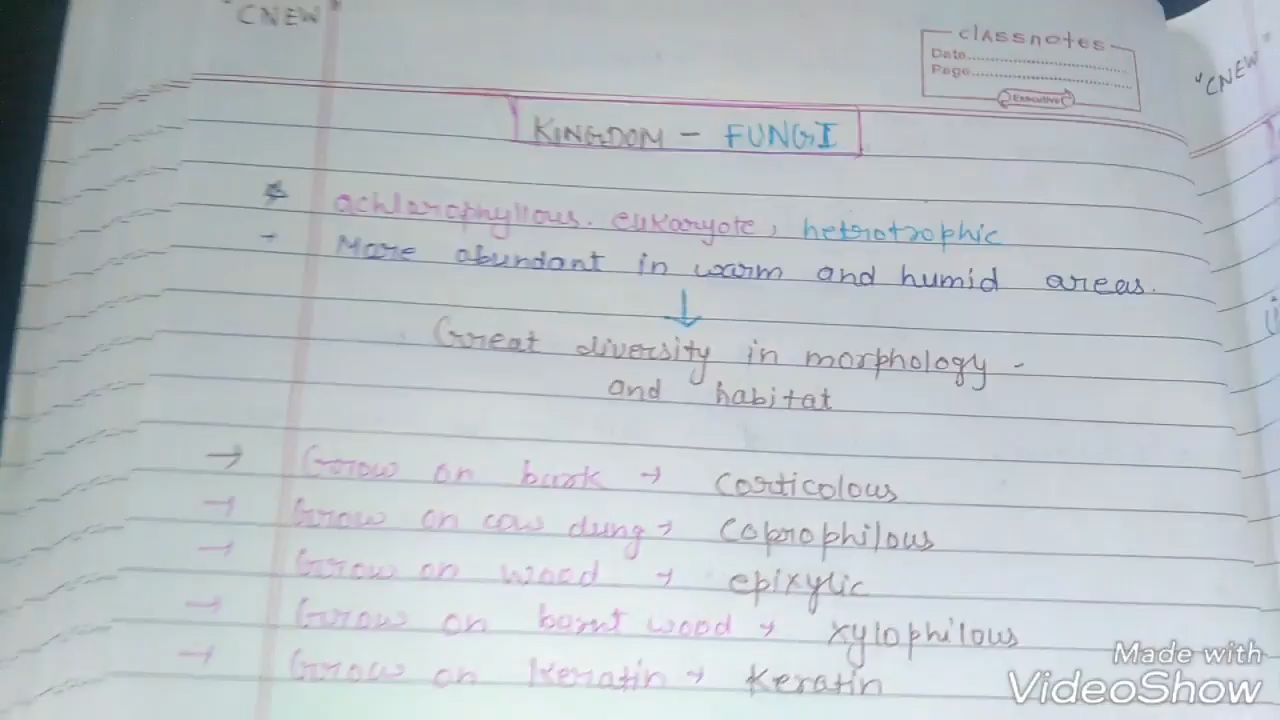 "CNEW"
classnotes
Date
Page
Executive
"CNEW"
KINGDOM - FUNGI
* achlorophyllous. eukaryote, hetrotrophic
- More abundant in warm and humid areas.
↓
Great diversity in morphology -
and habitat
→ Grow on bark → corticolous
→ Grow on cow dung → coprophilous
→ Grow on wood → epixylic
→ Grow on burnt wood → xylophilous
→ Grow on keratin → keratin
Made with
VideoShow